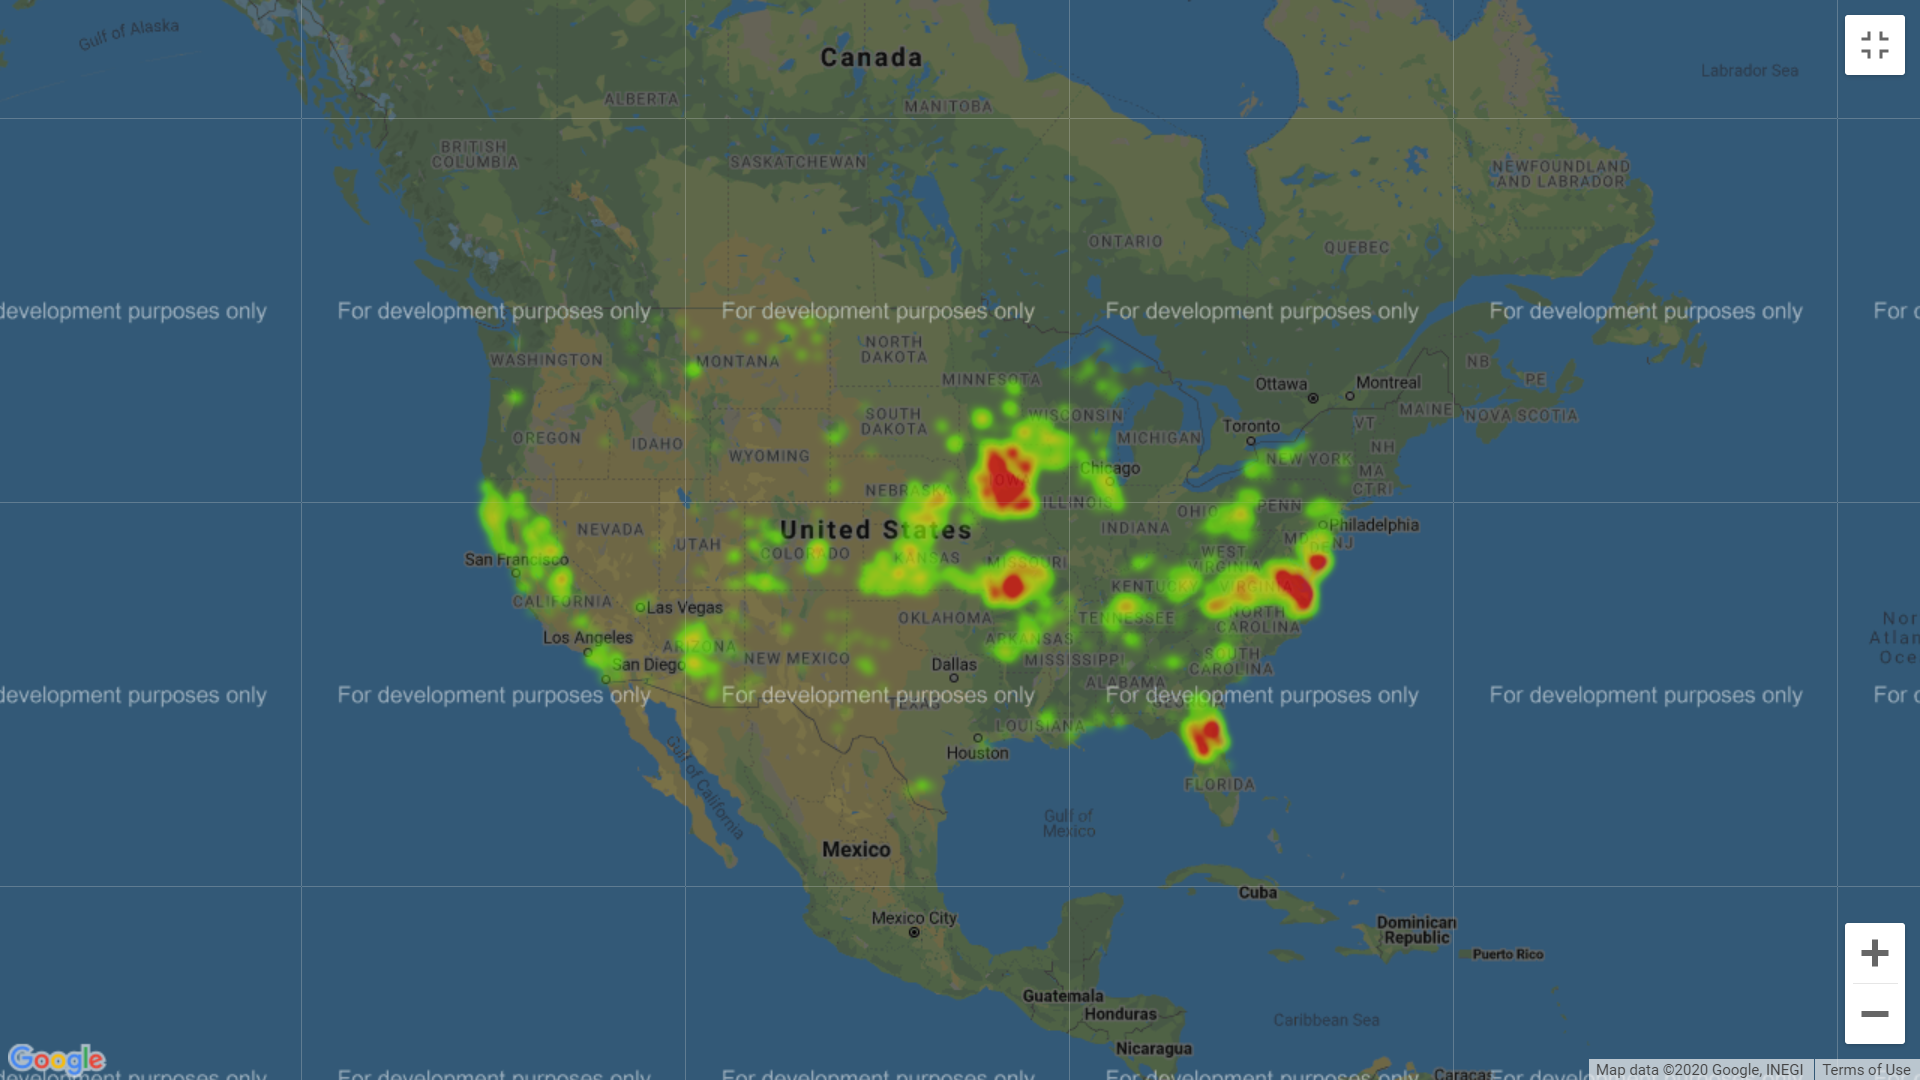 Gulf of Alaska
Canada
Labrador Sea
ALBERTA
MANITOBA
BRITISH
COLUMBIA
SASKATCHEWAN
NEWFOUNDLAND
AND LABRADOR
ONTARIO
QUEBEC
development purposes only
For development purposes only
For development purposes only
For development purposes only
For development purposes only
For d
WASHINGTON
MONTANA
NORTH
DAKOTA
MINNESOTA
Ottawa
Montreal
NB
PE
MAINE
NOVA SCOTIA
OREGON
IDAHO
SOUTH
DAKOTA
WISCONSIN
MICHIGAN
Toronto
VT
NH
WYOMING
Chicago
NEW YORK
MA
CT RI
NEBRASKA
IOWA
ILLINOIS
INDIANA
OHIO
PENN
NEVADA
United States
Philadelphia
San Francisco
UTAH
COLORADO
KANSAS
MISSOURI
WEST
VIRGINIA
MD
DE NJ
CALIFORNIA
Las Vegas
KENTUCKY
VIRGINIA
OKLAHOMA
TENNESSEE
NORTH
CAROLINA
Los Angeles
ARIZONA
NEW MEXICO
ARKANSAS
MISSISSIPPI
SOUTH
CAROLINA
San Diego
Dallas
ALABAMA
Nor
Atlan
Oce
development purposes only
For development purposes only
For development purposes only
For development purposes only
For development purposes only
For d
TEXAS
GEORGIA
LOUISIANA
Houston
Gulf of California
FLORIDA
Gulf of
Mexico
Mexico
Cuba
Mexico City
Dominican
Republic
Puerto Rico
Guatemala
Honduras
Caribbean Sea
Nicaragua
Caracas
Google
development purposes only
For development purposes only
For development purposes only
For development purposes only
Map data ©2020 Google, INEGI
Terms of Use